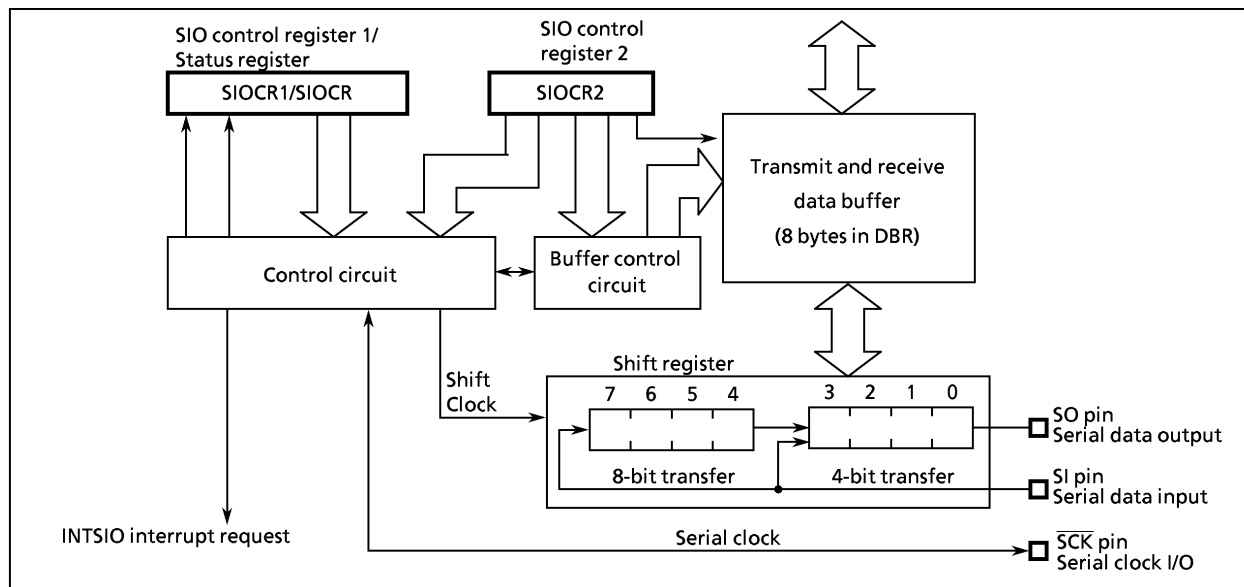 SIO control register 1/
Status register
SIO control
register 2
SIOCR1/SIOCR
SIOCR2
Transmit and receive
data buffer
(8 bytes in DBR)
Control circuit
Buffer control
circuit
Shift register
Shift
Clock
7 6 5 4 3 2 1 0
SO pin
Serial data output
8-bit transfer
4-bit transfer
SI pin
Serial data input
INTSIO interrupt request
Serial clock
SCK pin
Serial clock I/O